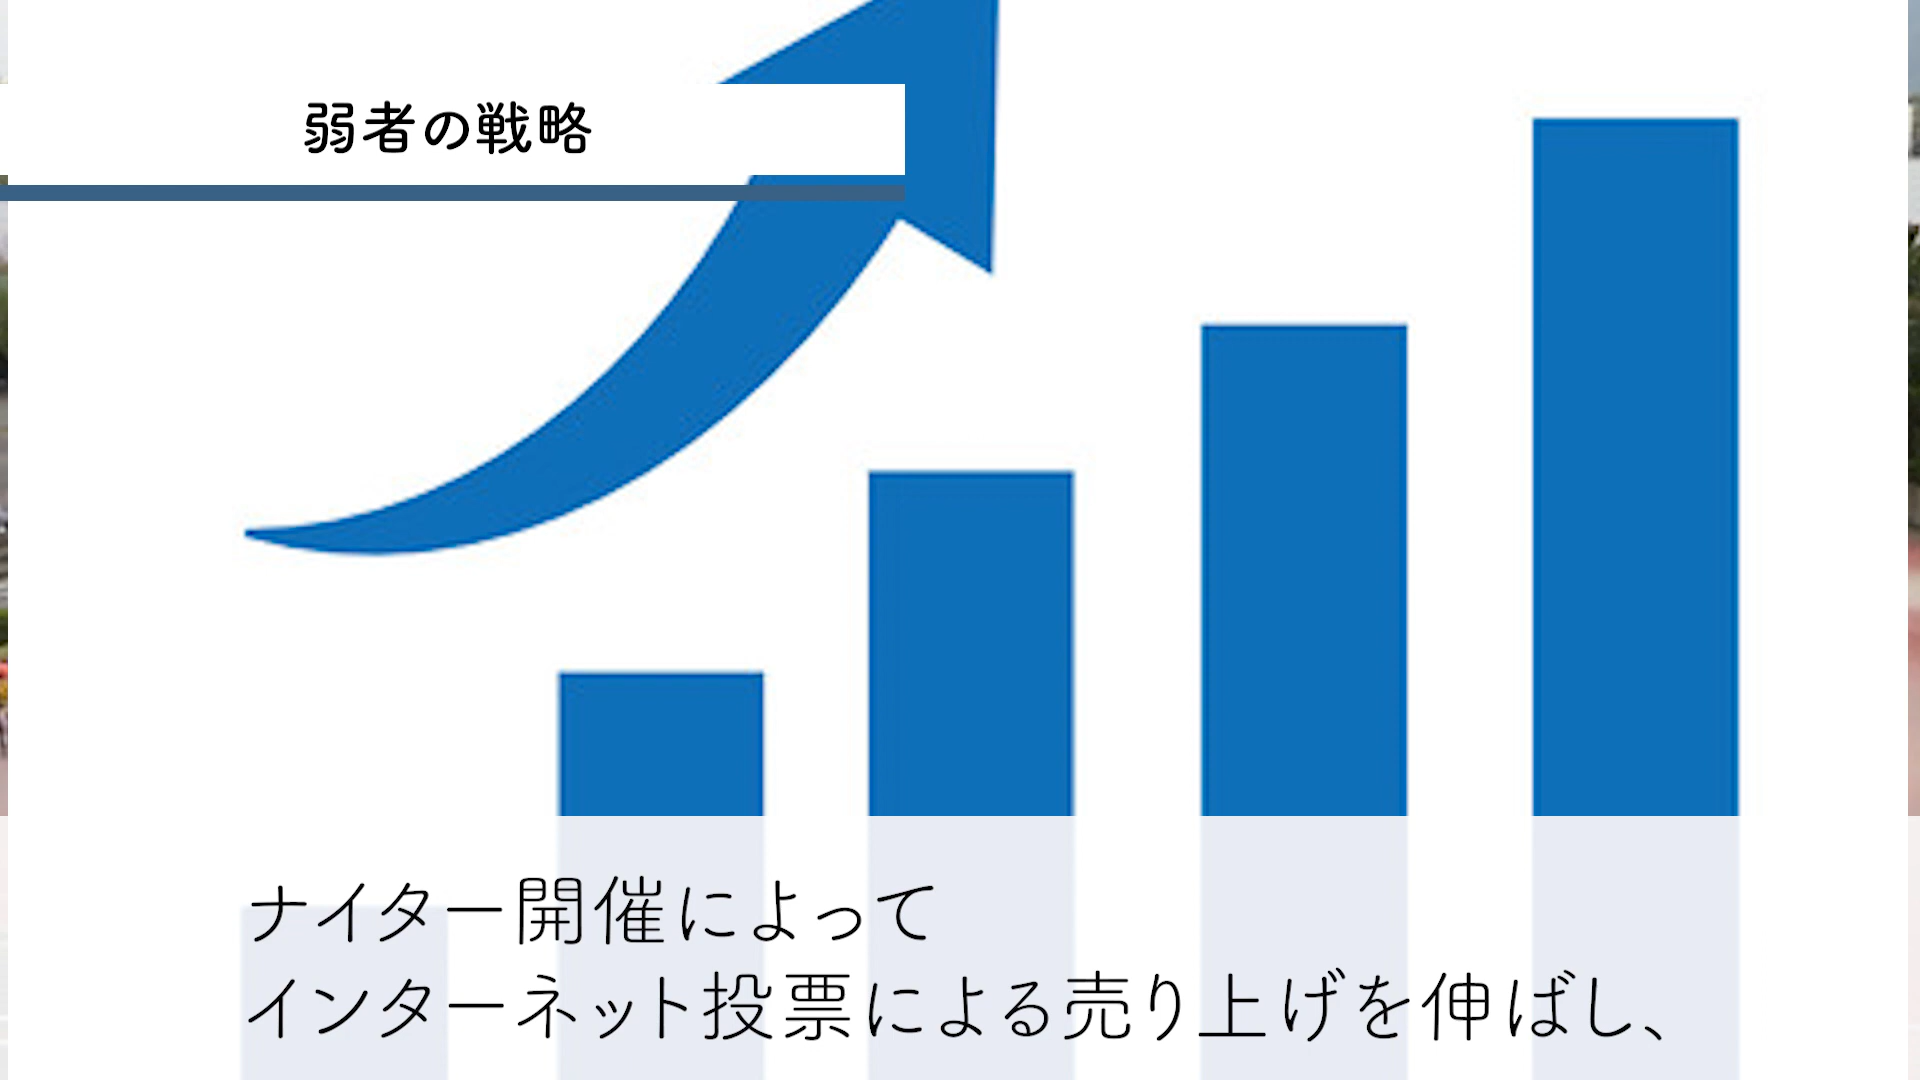 弱者の戦略
ナイター開催によって
インターネット投票による売り上げを伸ばし、